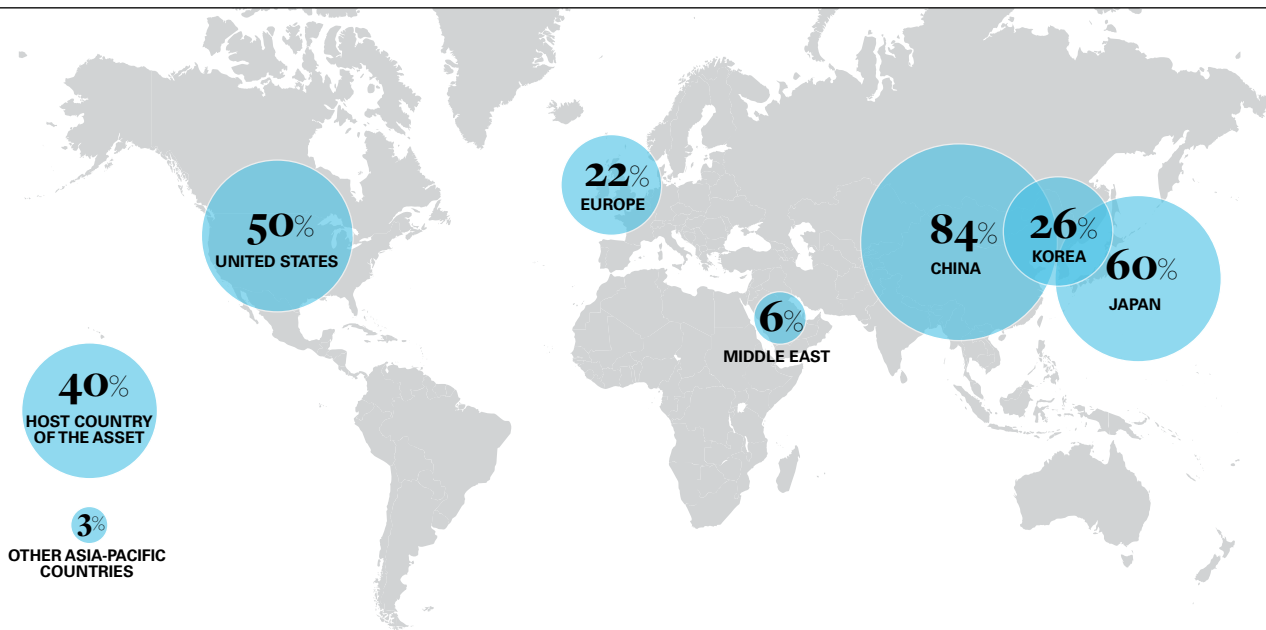 50%
UNITED STATES
22%
EUROPE
84%
CHINA
26%
KOREA
60%
JAPAN
6%
MIDDLE EAST
40%
HOST COUNTRY
OF THE ASSET
3%
OTHER ASIA-PACIFIC
COUNTRIES